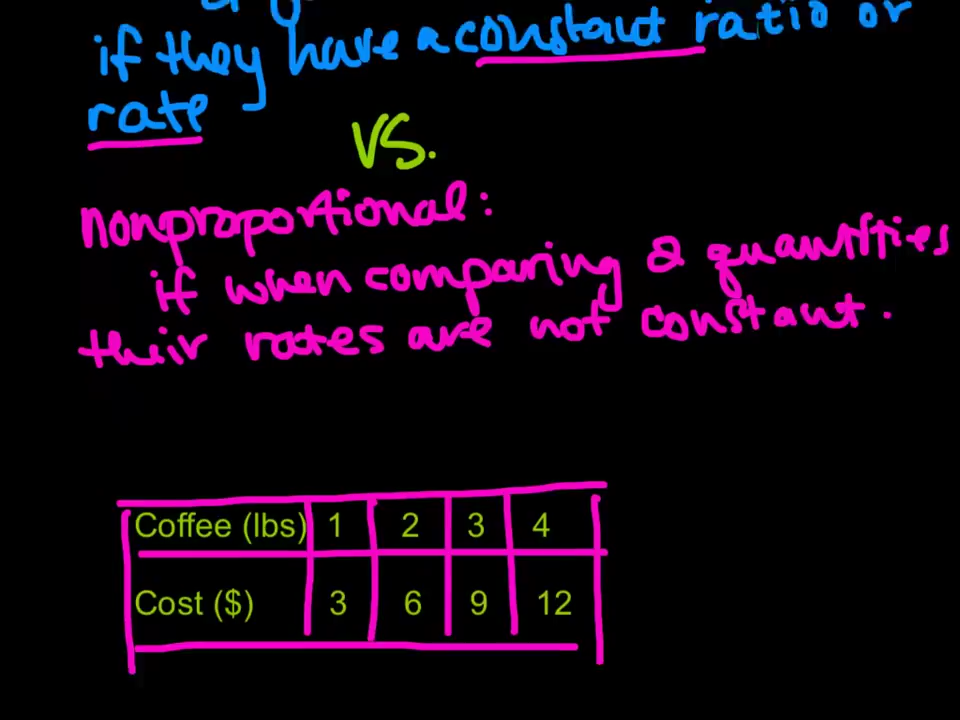 if they have a constant ratio or
rate
VS.
nonproportional:
if when comparing 2 quantities
their rates are not constant.
Coffee (lbs) 1 2 3 4
Cost ($) 3 6 9 12